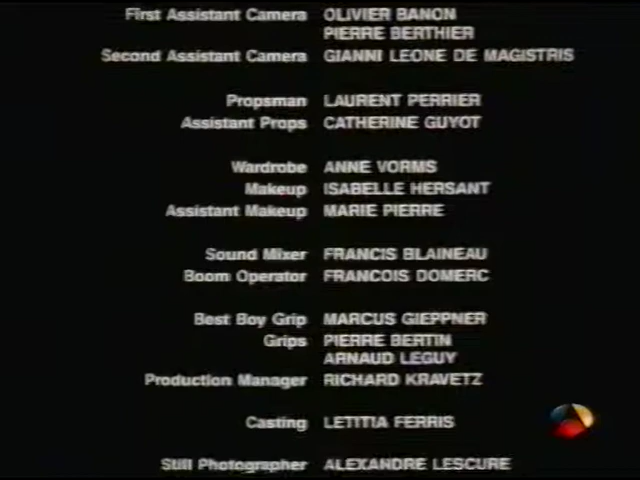 First Assistant Camera OLIVIER BANON
PIERRE BERTHIER
Second Assistant Camera GIANNI LEONE DE MAGISTRIS
Propsman LAURENT PERRIER
Assistant Props CATHERINE GUYOT
Wardrobe ANNE VORMS
Makeup ISABELLE HERSANT
Assistant Makeup MARIE PIERRE
Sound Mixer FRANCIS BLAINEAU
Boom Operator FRANCOIS DOMERC
Best Boy Grip MARCUS GIEPPNER
Grips PIERRE BERTIN
ARNAUD LEGUY
Production Manager RICHARD KRAVETZ
Casting LETITIA FERRIS
Still Photographer ALEXANDRE LESCURE